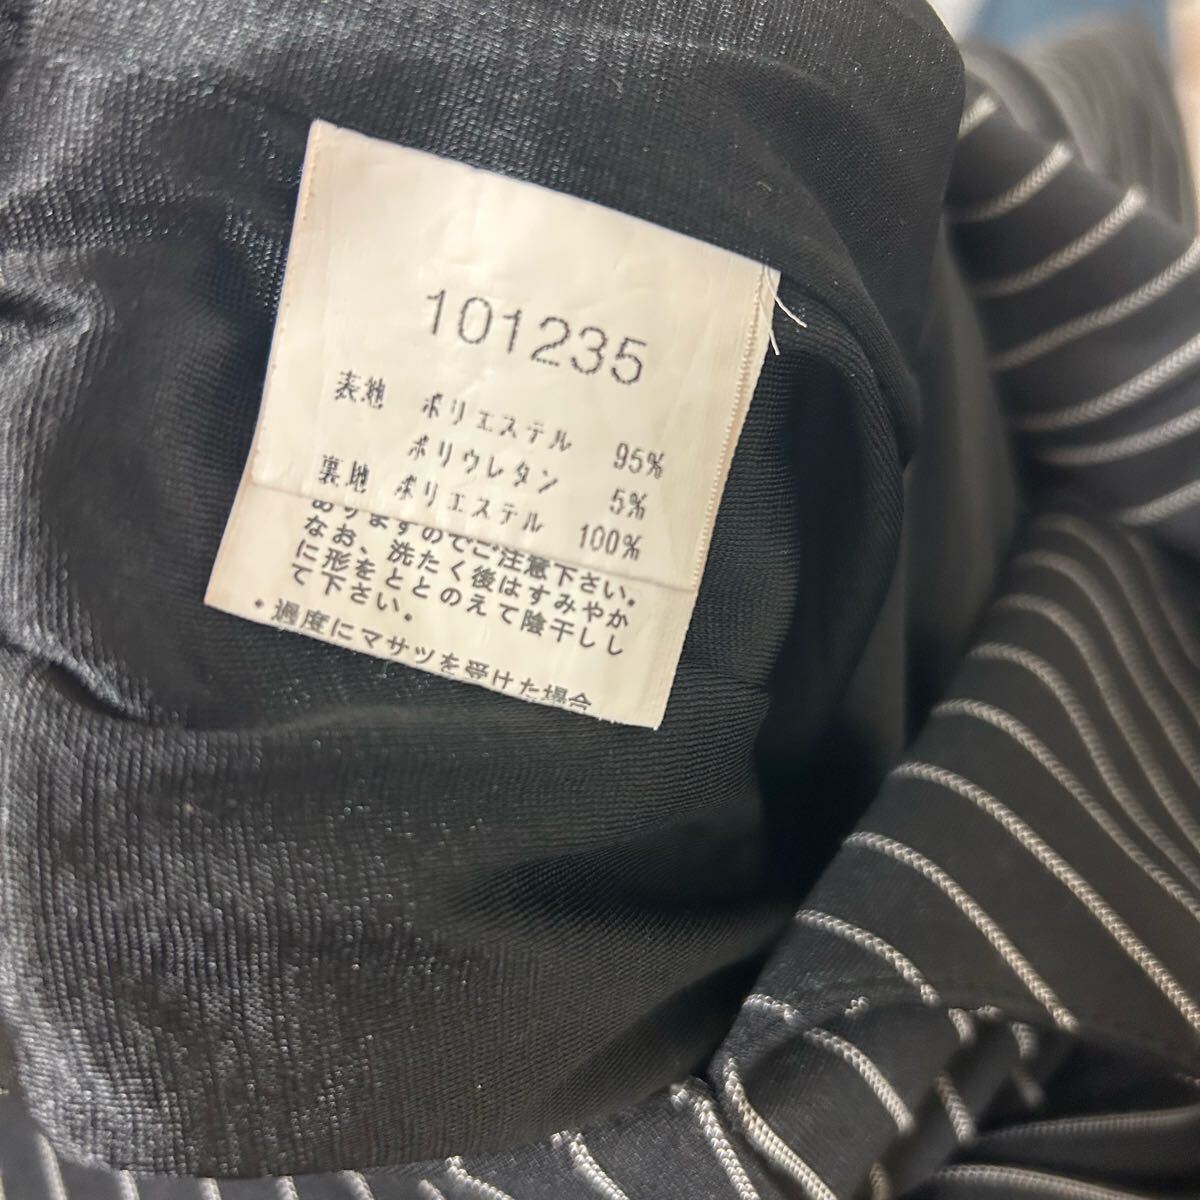 101235
表地 ポリエステル 95%
ポリウレタン 5%
裏地 ポリエステル 100%
ありますのでご注意下さい。
なお、洗たく後はすみやか
に形をととのえて陰干しし
て下さい。
・過度にマサツを受けた場合